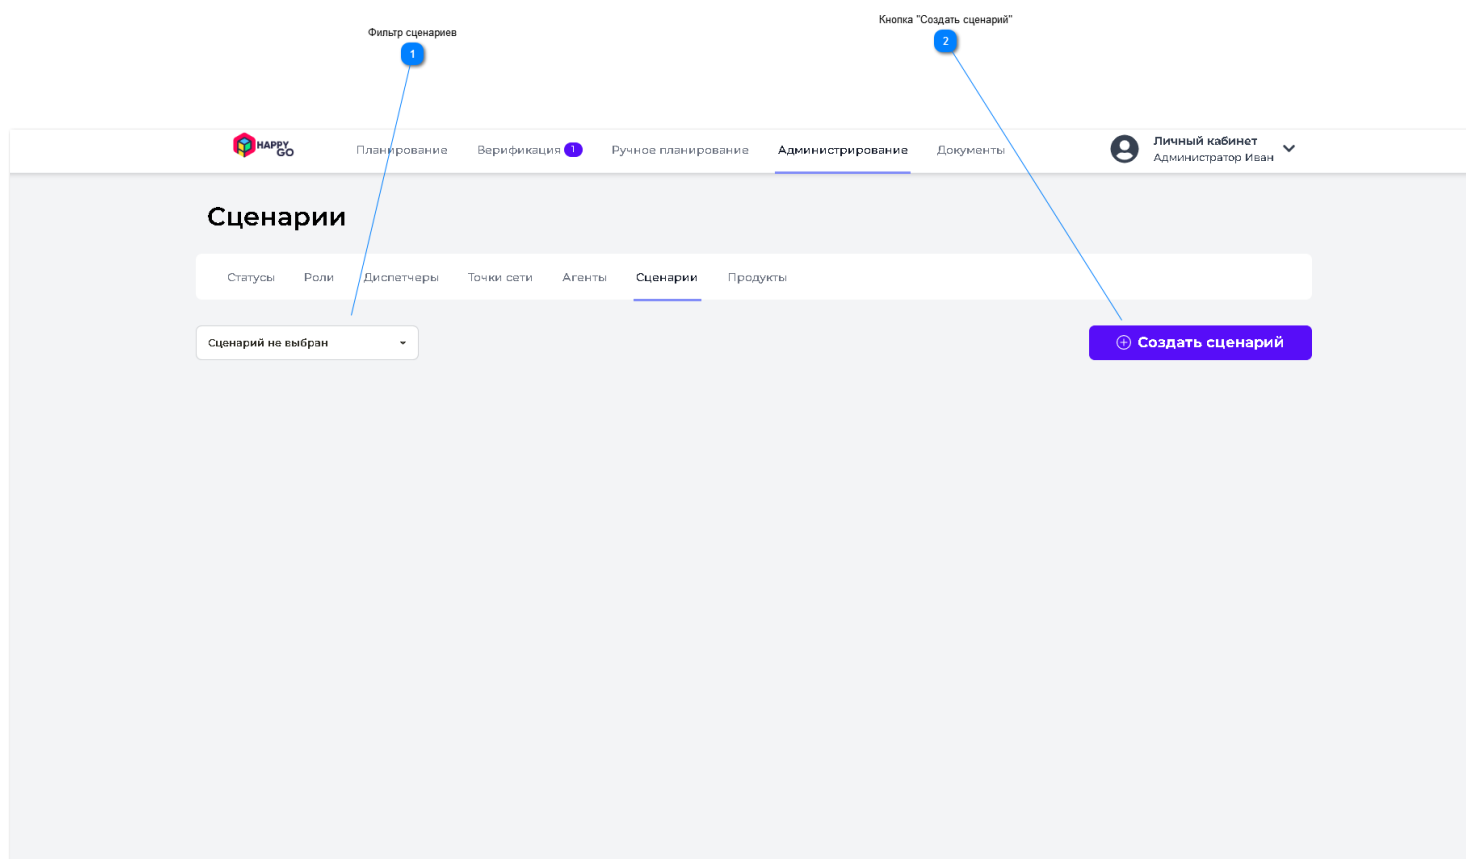 Кнопка "Создать сценарий"
Фильтр сценариев
2
1
HAPPY
GO
Планирование Верификация 1 Ручное планирование Администрирование Документы
Личный кабинет
Администратор Иван
Сценарии
Статусы Роли Диспетчеры Точки сети Агенты Сценарии Продукты
Сценарий не выбран
Создать сценарий